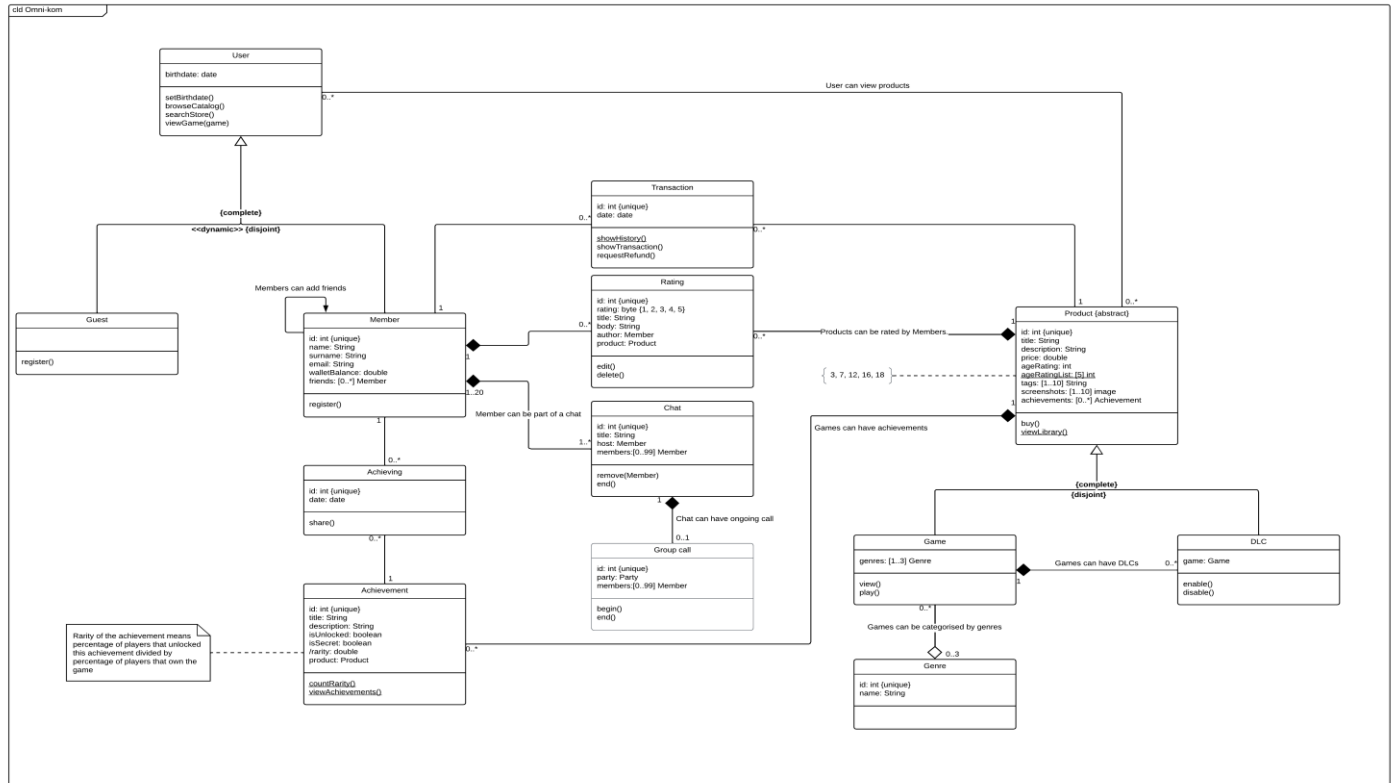 cld Omni-kom
User
birthdate: date
setBirthdate()
browseCatalog()
searchStore()
viewGame(game)
0..*
User can view products
{complete}
<<dynamic>> {disjoint}
Guest
register()
Members can add friends
Member
id: int {unique}
name: String
surname: String
email: String
walletBalance: double
friends: [0..*] Member
register()
1
0..*
Transaction
id: int {unique}
date: date
showHistory()
showTransaction()
requestRefund()
0..*
1
0..*
1
0..*
Rating
id: int {unique}
rating: byte {1, 2, 3, 4, 5}
title: String
body: String
author: Member
product: Product
edit()
delete()
0..*
Products can be rated by Members.
1
Product {abstract}
id: int {unique}
title: String
description: String
price: double
ageRating: int
ageRatingList: [5] int
tags: [1..10] String
screenshots: [1..10] image
achievements: [0..*] Achievement
buy()
viewLibrary()
3, 7, 12, 16, 18
1..20
Member can be part of a chat
1..*
Chat
id: int {unique}
title: String
host: Member
members:[0..99] Member
remove(Member)
end()
1
Chat can have ongoing call
0..1
Group call
id: int {unique}
party: Party
members:[0..99] Member
begin()
end()
1
Games can have achievements
1
0..*
Achieving
id: int {unique}
date: date
share()
0..*
1
Achievement
id: int {unique}
title: String
description: String
isUnlocked: boolean
isSecret: boolean
/rarity: double
product: Product
countRarity()
viewAchievements()
0..*
Rarity of the achievement means
percentage of players that unlocked
this achievement divided by
percentage of players that own the
game
{complete}
{disjoint}
Game
genres: [1..3] Genre
view()
play()
1
Games can have DLCs
0..*
DLC
game: Game
enable()
disable()
0..*
Games can be categorised by genres
0..3
Genre
id: int {unique}
name: String